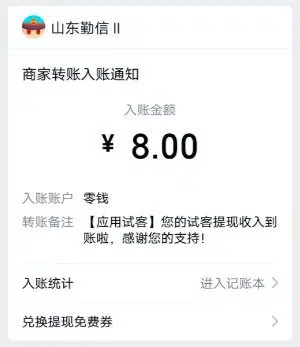 山东勤信 II
商家转账入账通知
入账金额
¥ 8.00
入账账户 零钱
转账备注 【应用试客】您的试客提现收入到
账啦，感谢您的支持！
入账统计 进入记账本
兑换提现免费券